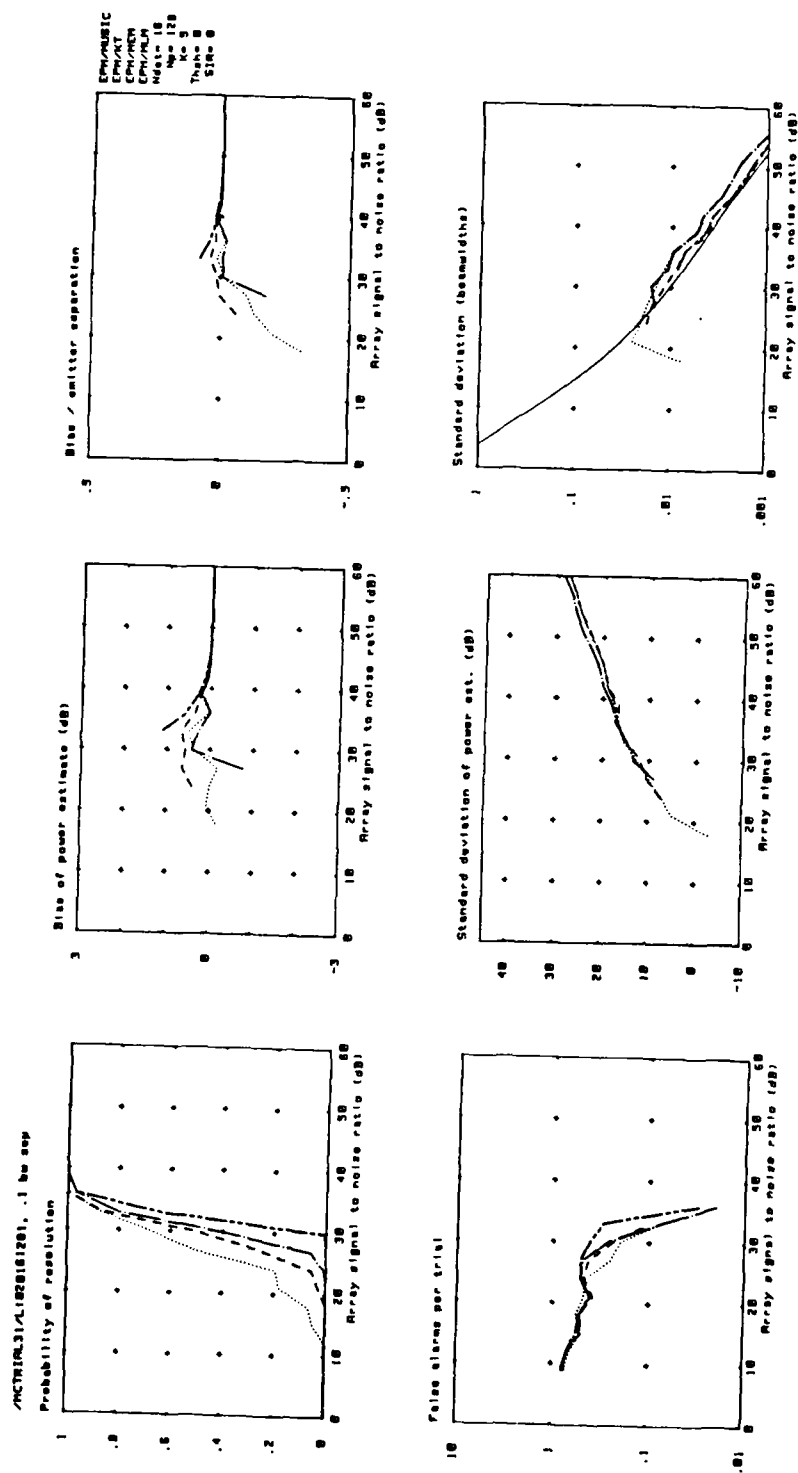 /MCTRIAL31/L1020161201, .1 bw sep
Probability of resolution
1
.8
.6
.4
.2
0
0 10 20 30 40 50 60
Array signal to noise ratio (dB)
Bias of power estimate (dB)
3
0
-3
0 10 20 30 40 50 60
Array signal to noise ratio (dB)
Bias / emitter separation
.5
0
-.5
0 10 20 30 40 50 60
Array signal to noise ratio (dB)
EPM/MUSIC
EPM/KT
EPM/MEM
EPM/MLM
Ndet= 10
Np= 120
K= 5
Thsh= 0
SIR= 0
False alarms per trial
10
1
.1
.01
0 10 20 30 40 50 60
Array signal to noise ratio (dB)
Standard deviation of power est. (dB)
40
30
20
10
0
-10
0 10 20 30 40 50 60
Array signal to noise ratio (dB)
Standard deviation (beamwidths)
1
.1
.01
.001
0 10 20 30 40 50 60
Array signal to noise ratio (dB)